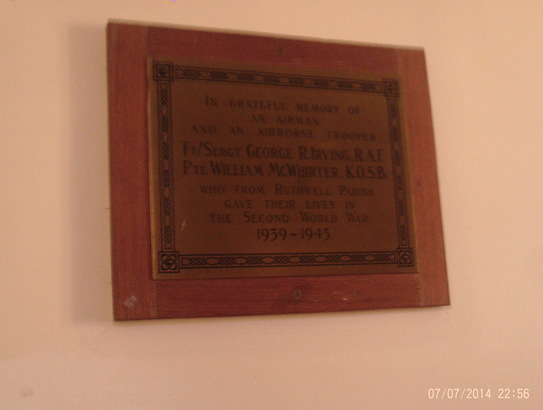 IN GRATEFUL MEMORY OF
AN AIRMAN
AND AN AIRBORNE TROOPER
FT/SERGT. GEORGE R. IRVING. R.A.F.
PTE WILLIAM MCWHIRTER. K.O.S.B.
WHO FROM RUTHWELL PARISH
GAVE THEIR LIVES IN
THE SECOND WORLD WAR
1939-1945
07/07/2014 22:56